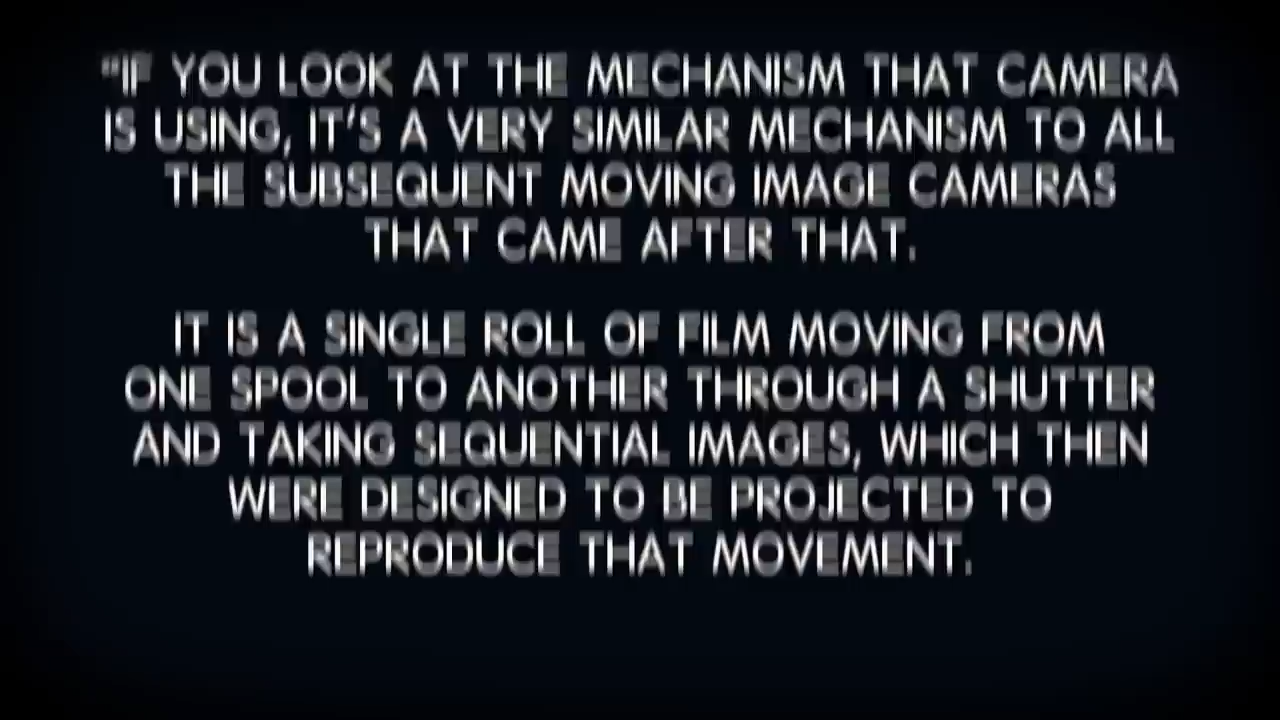 "IF YOU LOOK AT THE MECHANISM THAT CAMERA
IS USING, IT'S A VERY SIMILAR MECHANISM TO ALL
THE SUBSEQUENT MOVING IMAGE CAMERAS
THAT CAME AFTER THAT.
IT IS A SINGLE ROLL OF FILM MOVING FROM
ONE SPOOL TO ANOTHER THROUGH A SHUTTER
AND TAKING SEQUENTIAL IMAGES, WHICH THEN
WERE DESIGNED TO BE PROJECTED TO
REPRODUCE THAT MOVEMENT.